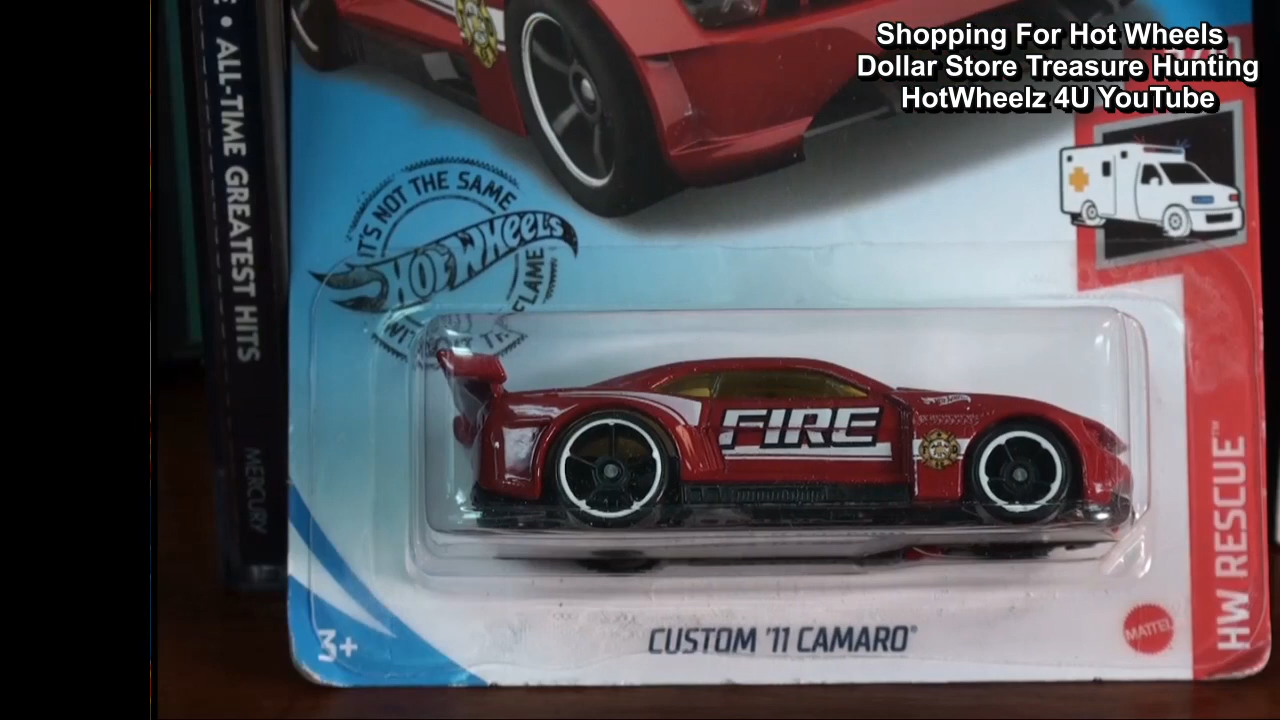 Shopping For Hot Wheels
Dollar Store Treasure Hunting
HotWheelz 4U YouTube
• ALL-TIME GREATEST HITS
MERCURY
IT'S NOT THE SAME
HOT WHEELS
FLAME
FIRE
HW RESCUE™
3+
CUSTOM '11 CAMARO®
MATTEL